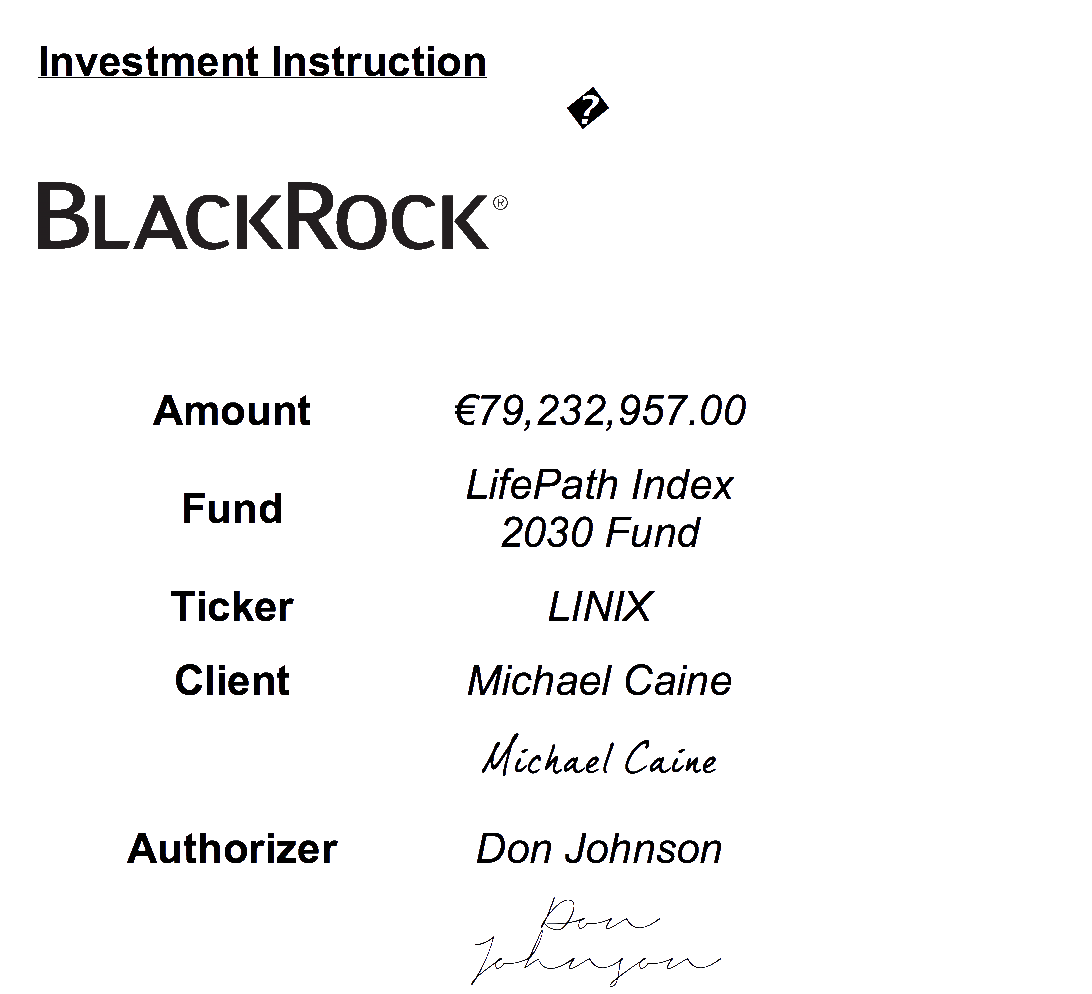 Investment Instruction
�
BLACKROCK®
Amount €79,232,957.00
Fund LifePath Index
2030 Fund
Ticker LINIX
Client Michael Caine
Michael Caine
Authorizer Don Johnson
Don
Johnson